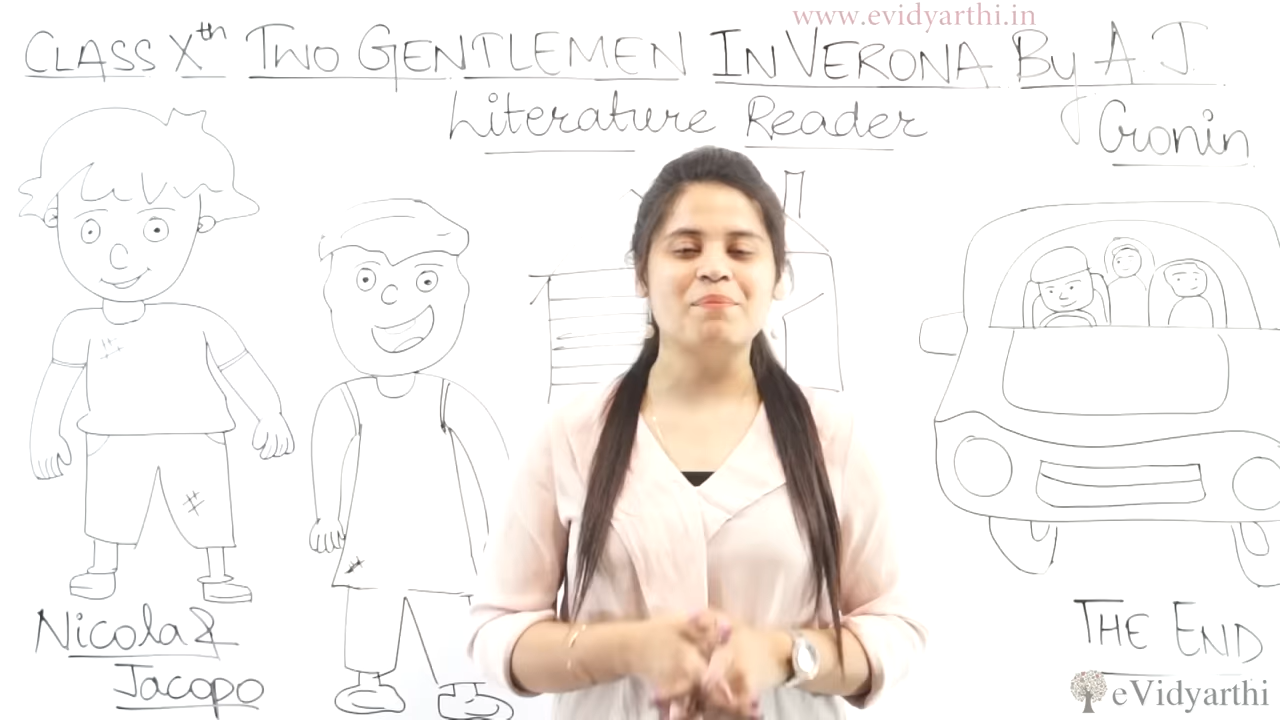 www.evidyarthi.in
CLASS Xth TWO GENTLEMEN IN VERONA By A.J.
Cronin
Literature Reader
Nicola &
Jacopo
THE END
eVidyarthi